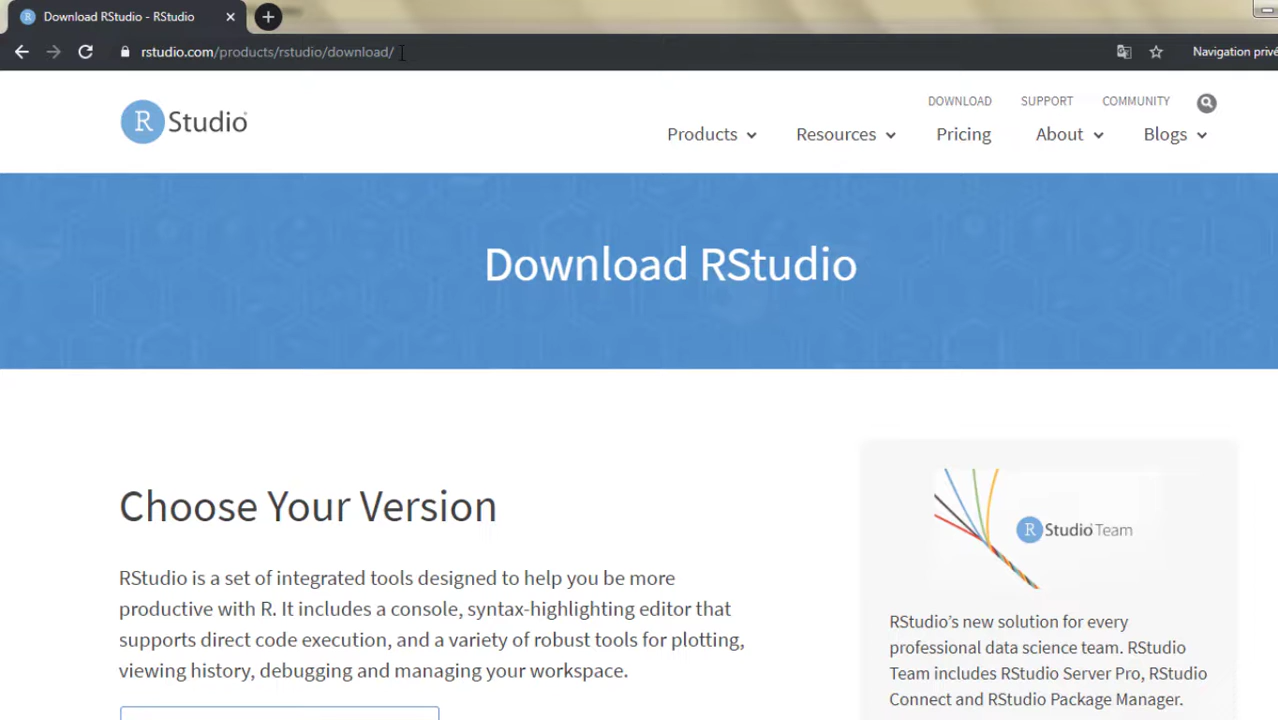 Download RStudio - RStudio
rstudio.com/products/rstudio/download/
Navigation privé
R Studio
DOWNLOAD SUPPORT COMMUNITY
Products Resources Pricing About Blogs
Download RStudio
Choose Your Version
RStudio is a set of integrated tools designed to help you be more
productive with R. It includes a console, syntax-highlighting editor that
supports direct code execution, and a variety of robust tools for plotting,
viewing history, debugging and managing your workspace.
R Studio Team
RStudio’s new solution for every
professional data science team. RStudio
Team includes RStudio Server Pro, RStudio
Connect and RStudio Package Manager.